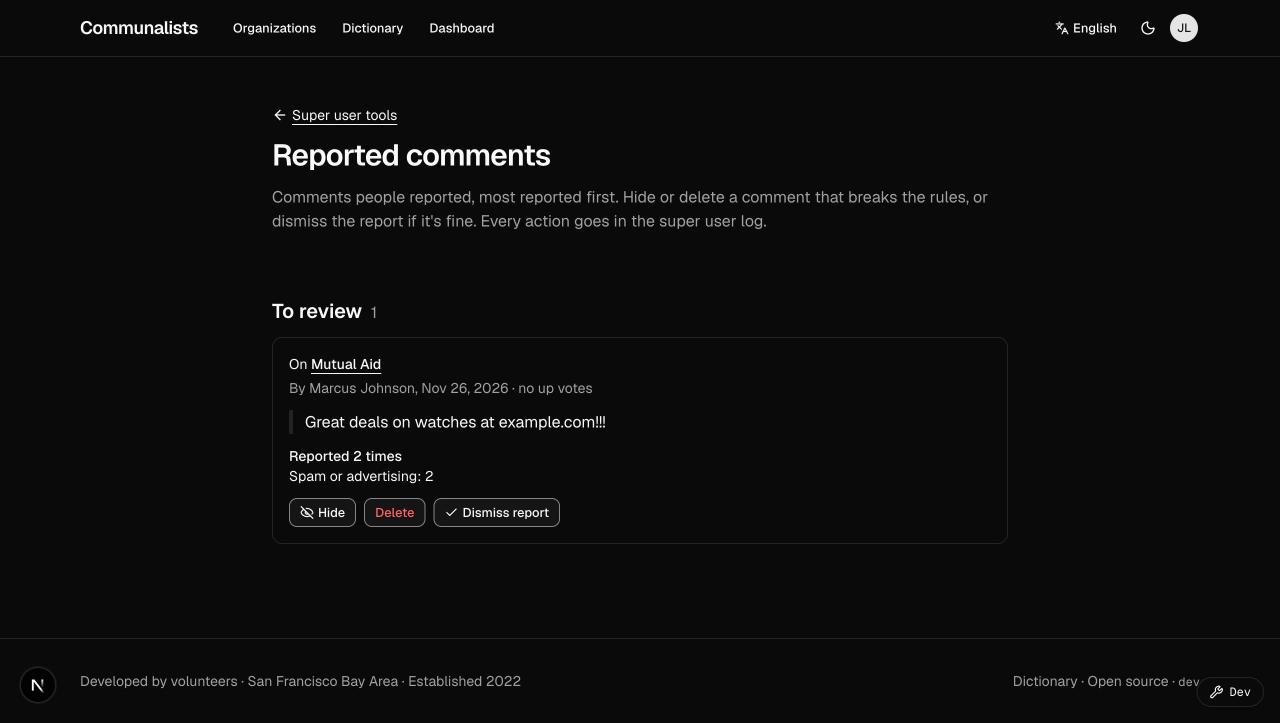 Communalists Organizations Dictionary Dashboard English JL
Super user tools
Reported comments
Comments people reported, most reported first. Hide or delete a comment that breaks the rules, or
dismiss the report if it's fine. Every action goes in the super user log.
To review 1
On Mutual Aid
By Marcus Johnson, Nov 26, 2026 · no up votes
Great deals on watches at example.com!!!
Reported 2 times
Spam or advertising: 2
Hide Delete Dismiss report
N Developed by volunteers · San Francisco Bay Area · Established 2022 Dictionary · Open source · dev
Dev